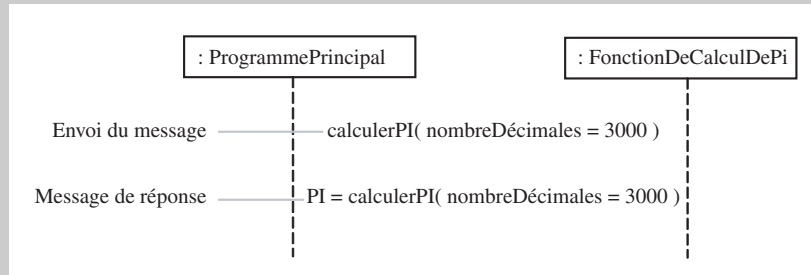 : ProgrammePrincipal
: FonctionDeCalculDePi
Envoi du message
calculerPI( nombreDécimales = 3000 )
Message de réponse
PI = calculerPI( nombreDécimales = 3000 )